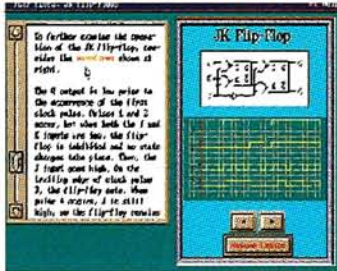 To further examine the opera-
tion of the JK flip-flop, con-
sider the waveforms shown at
right.
The Q output is low prior to
the occurrence of the first
clock pulse. Pulses 1 and 2
occur, but when both the J and
K inputs are low, the flip-
flop is inhibited and no state
changes take place. Then, the
J input goes high. On the
trailing edge of clock pulse
3, the flip-flop sets. When
pulse 4 occurs, J is still
high, so the flip-flop remains
JK Flip-Flop